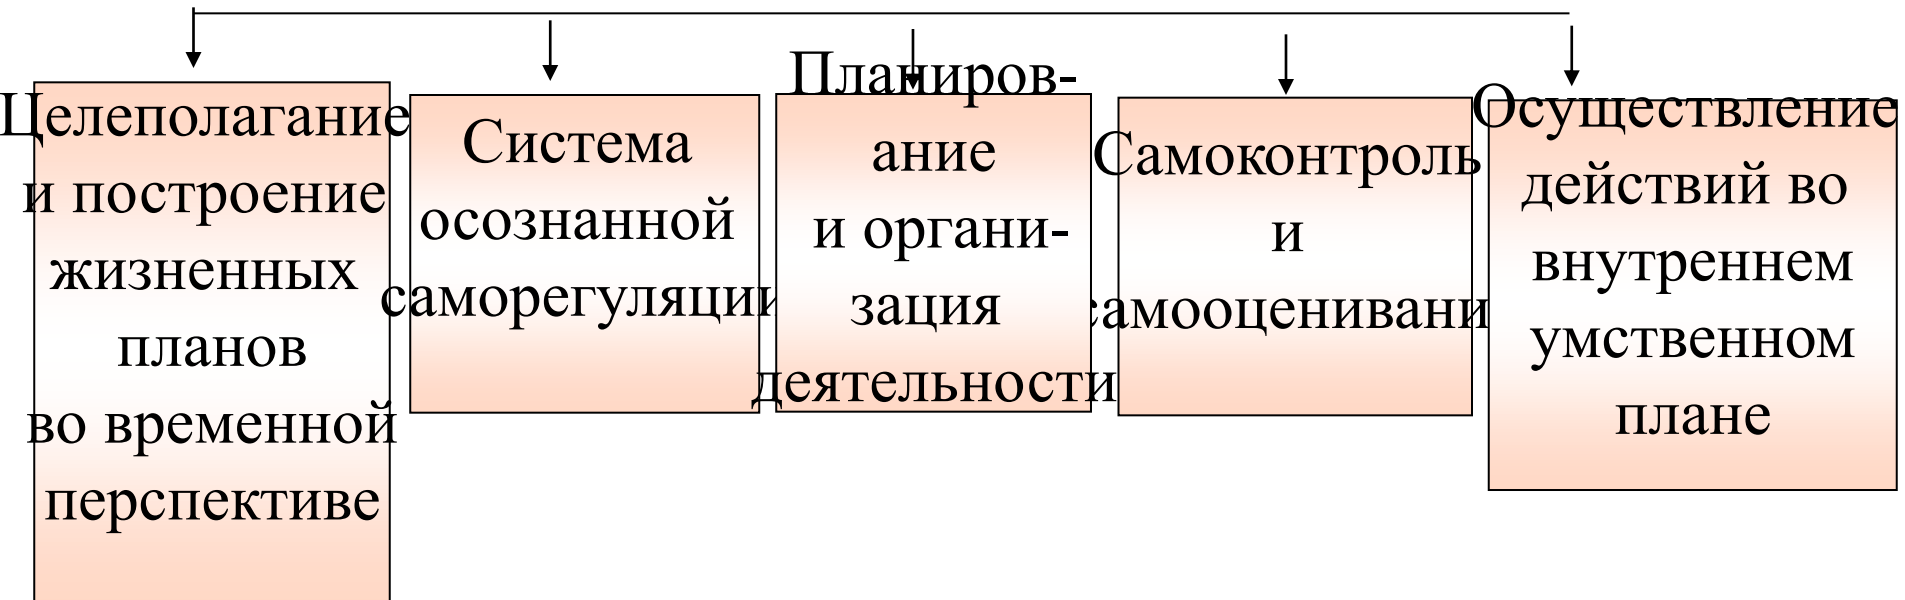 Целеполагание
и построение
жизненных
планов
во временной
перспективе
Система
осознанной
саморегуляции
Планиров-
ание
и органи-
зация
деятельности
Самоконтроль
и
самооценивани
Осуществление
действий во
внутреннем
умственном
плане